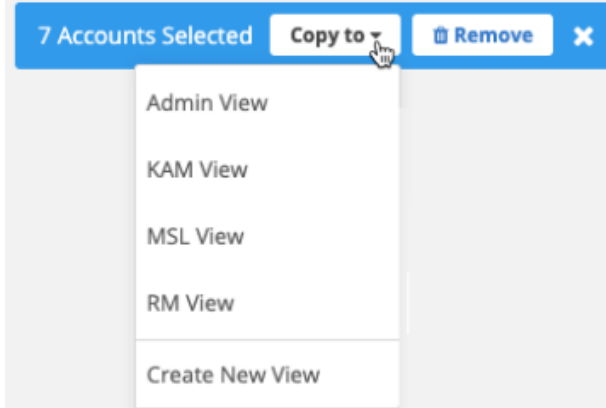 7 Accounts Selected Copy to Remove
Admin View
KAM View
MSL View
RM View
Create New View